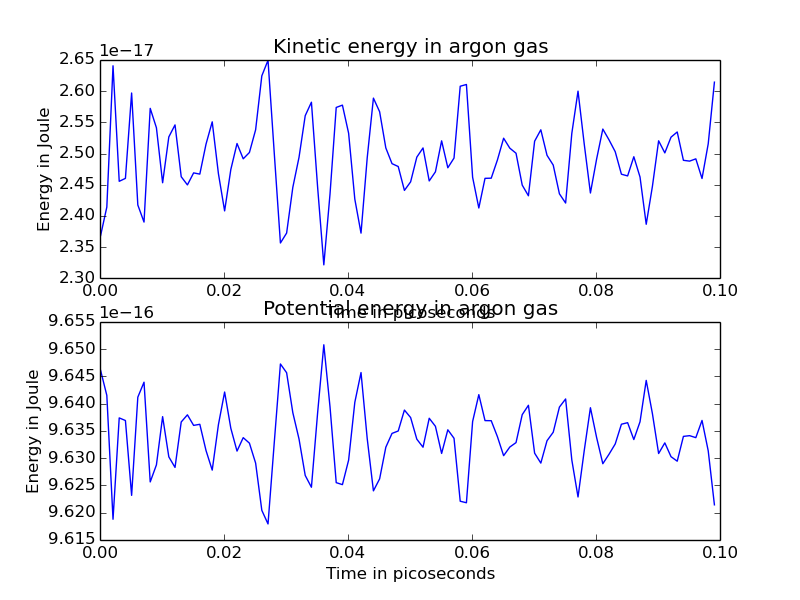 Kinetic energy in argon gas
1e−17
2.65
2.60
2.55
2.50
2.45
2.40
2.35
2.30
Energy in Joule
0.00 0.02 0.04 0.06 0.08 0.10
Time in picoseconds
Potential energy in argon gas
1e−16
9.655
9.650
9.645
9.640
9.635
9.630
9.625
9.620
9.615
Energy in Joule
0.00 0.02 0.04 0.06 0.08 0.10
Time in picoseconds